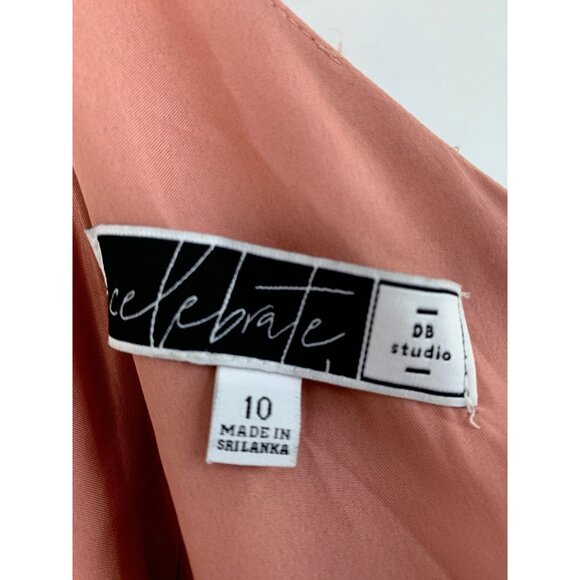 celebrate
DB
studio
10
MADE IN
SRILANKA